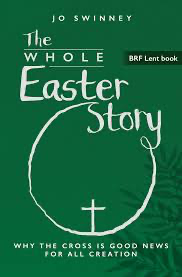 JO SWINNEY
The
WHOLE
BRF Lent book
Easter
Story
WHY THE CROSS IS GOOD NEWS
FOR ALL CREATION